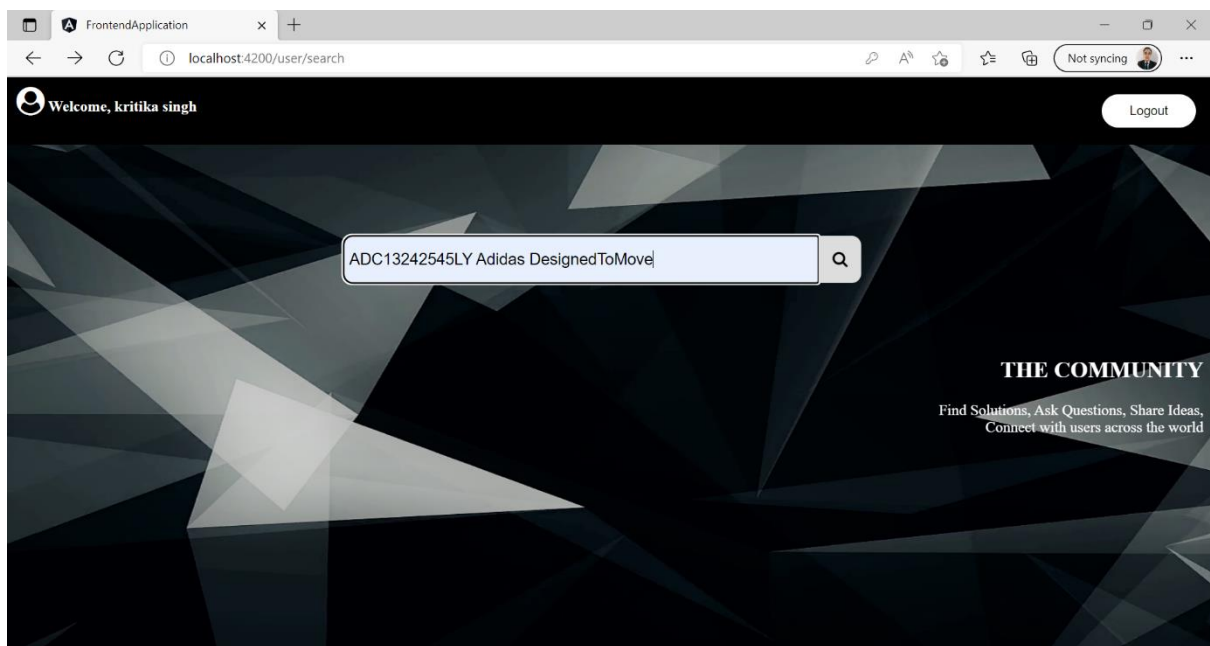 FrontendApplication
localhost:4200/user/search
Not syncing
Welcome, kritika singh
Logout
ADC13242545LY Adidas DesignedToMove
THE COMMUNITY
Find Solutions, Ask Questions, Share Ideas,
Connect with users across the world